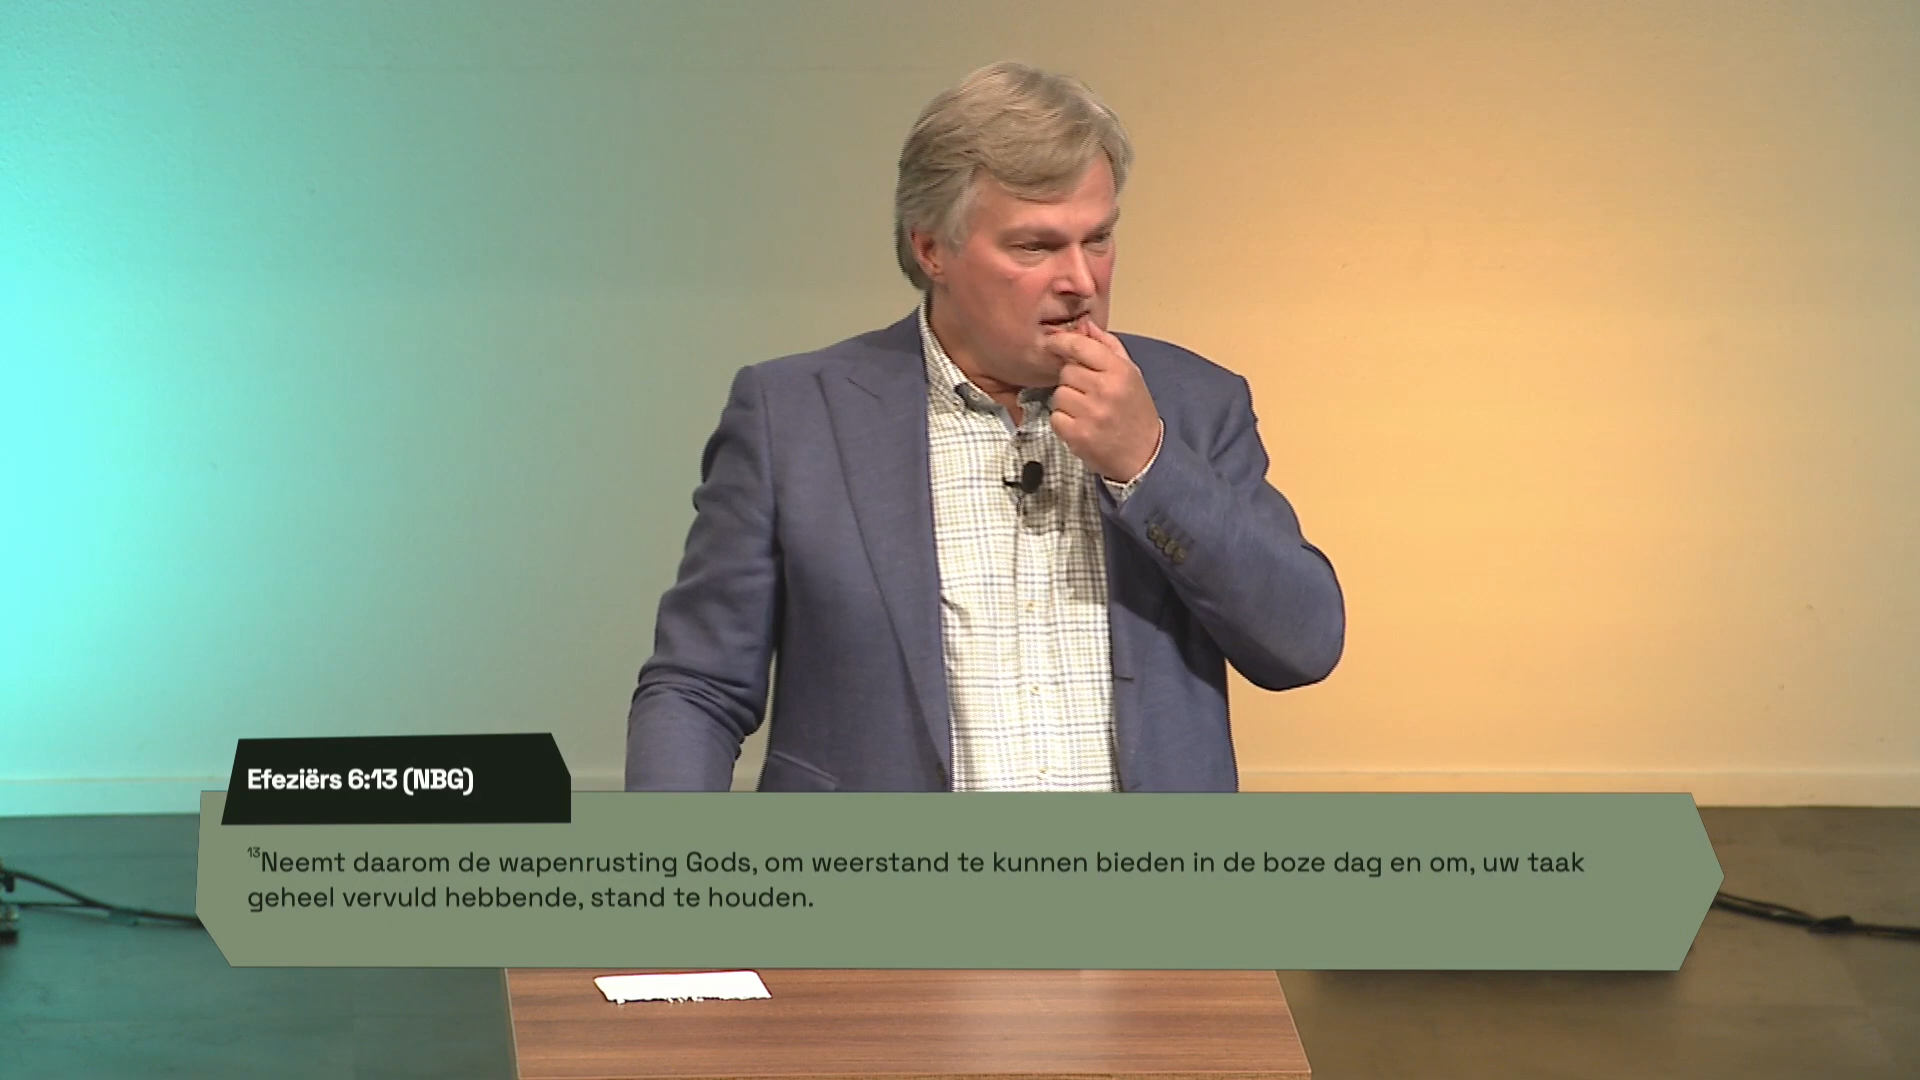 Efeziërs 6:13 (NBG)
¹³Neemt daarom de wapenrusting Gods, om weerstand te kunnen bieden in de boze dag en om, uw taak
geheel vervuld hebbende, stand te houden.